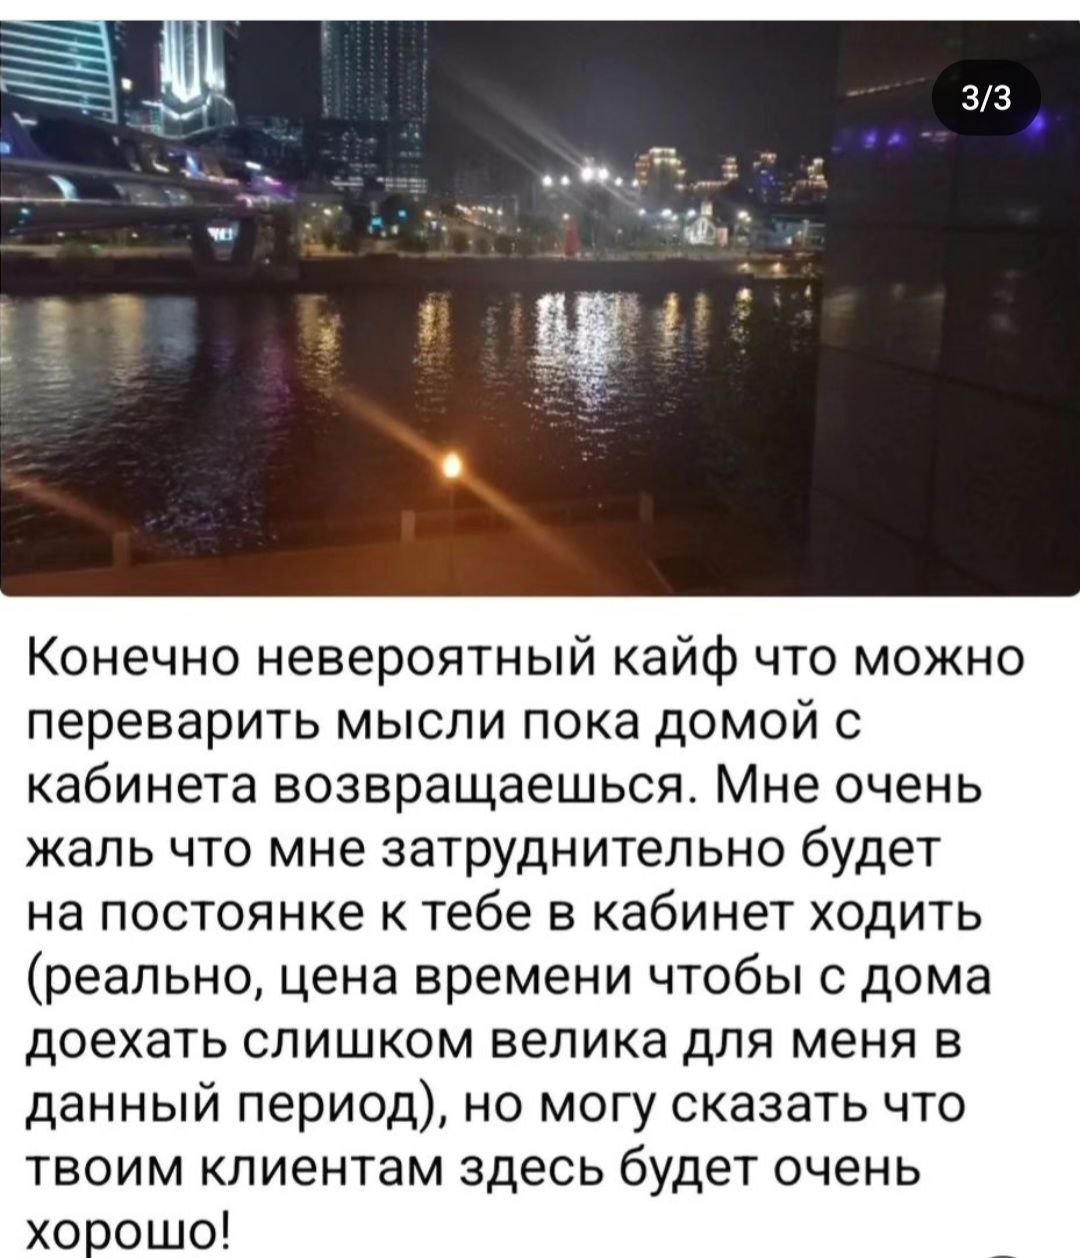 3/3
Конечно невероятный кайф что можно
переварить мысли пока домой с
кабинета возвращаешься. Мне очень
жаль что мне затруднительно будет
на постоянке к тебе в кабинет ходить
(реально, цена времени чтобы с дома
доехать слишком велика для меня в
данный период), но могу сказать что
твоим клиентам здесь будет очень
хорошо!